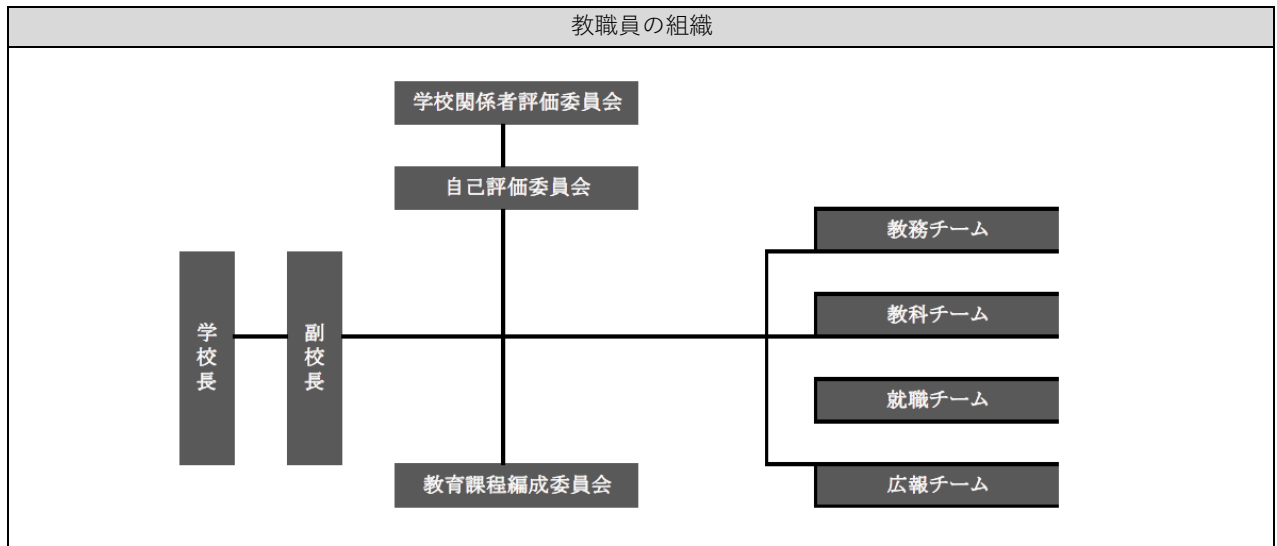 教職員の組織
学校関係者評価委員会
自己評価委員会
教務チーム
学校長
副校長
教科チーム
就職チーム
教育課程編成委員会
広報チーム